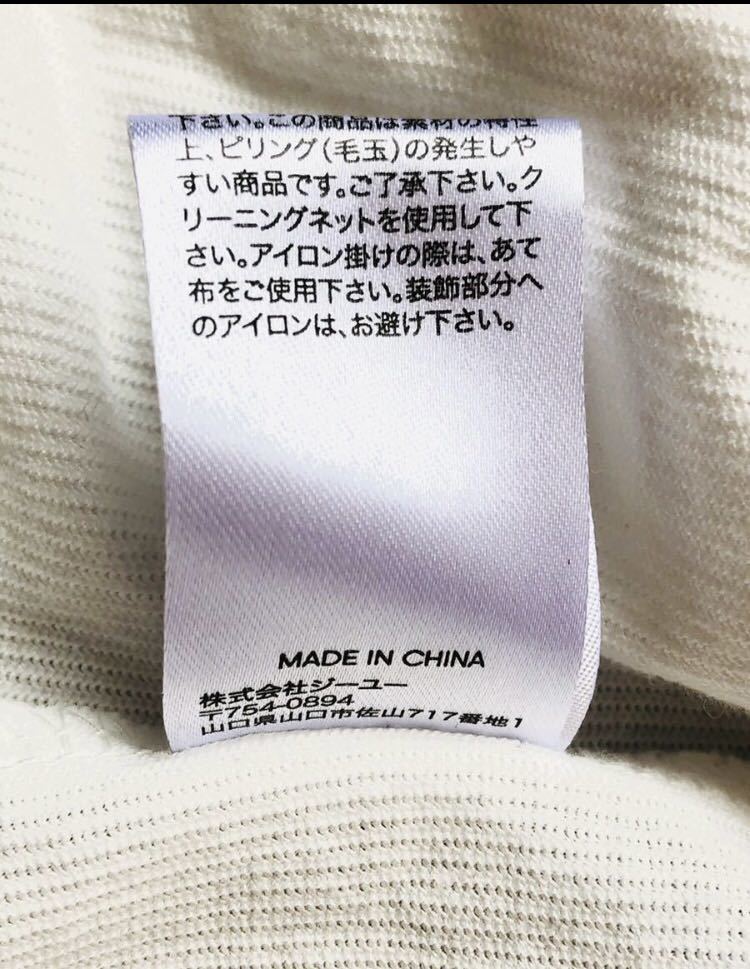 下さい。この商品は素材の特性
上、ピリング(毛玉)の発生しや
すい商品です。ご了承下さい。ク
リーニングネットを使用して下
さい。アイロン掛けの際は、あて
布をご使用下さい。装飾部分へ
のアイロンは、お避け下さい。
MADE IN CHINA
株式会社ジーユー
〒754-0894
山口県山口市佐山717番地1